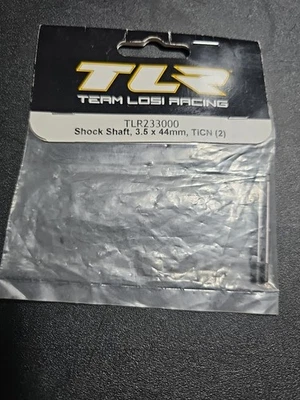 TLR
TEAM LOSI RACING
TLR233000
Shock Shaft, 3.5 x 44mm, TiCN (2)